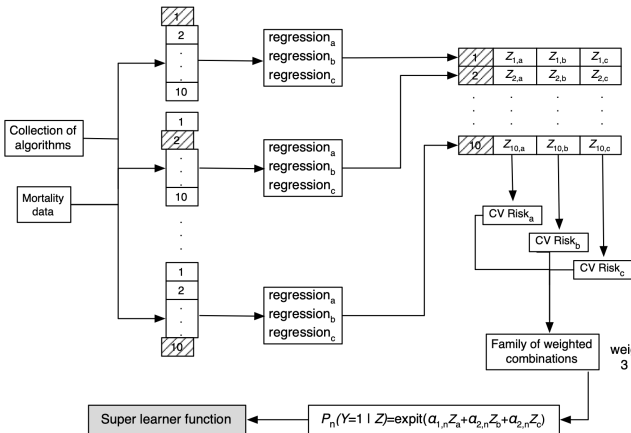 Collection of
algorithms
Mortality
data
1
2
.
.
.
10
1
2
.
.
10
.
.
.
1
2
.
.
.
10
regression_a
regression_b
regression_c
regression_a
regression_b
regression_c
regression_a
regression_b
regression_c
1 Z_1,a Z_1,b Z_1,c
2 Z_2,a Z_2,b Z_2,c
. . . .
. . . .
. . . .
10 Z_10,a Z_10,b Z_10,c
CV Risk_a
CV Risk_b
CV Risk_c
Family of weighted
combinations
wei
3
P_n(Y=1 | Z)=expit(α_1,n Z_a+α_2,n Z_b+α_2,n Z_c)
Super learner function